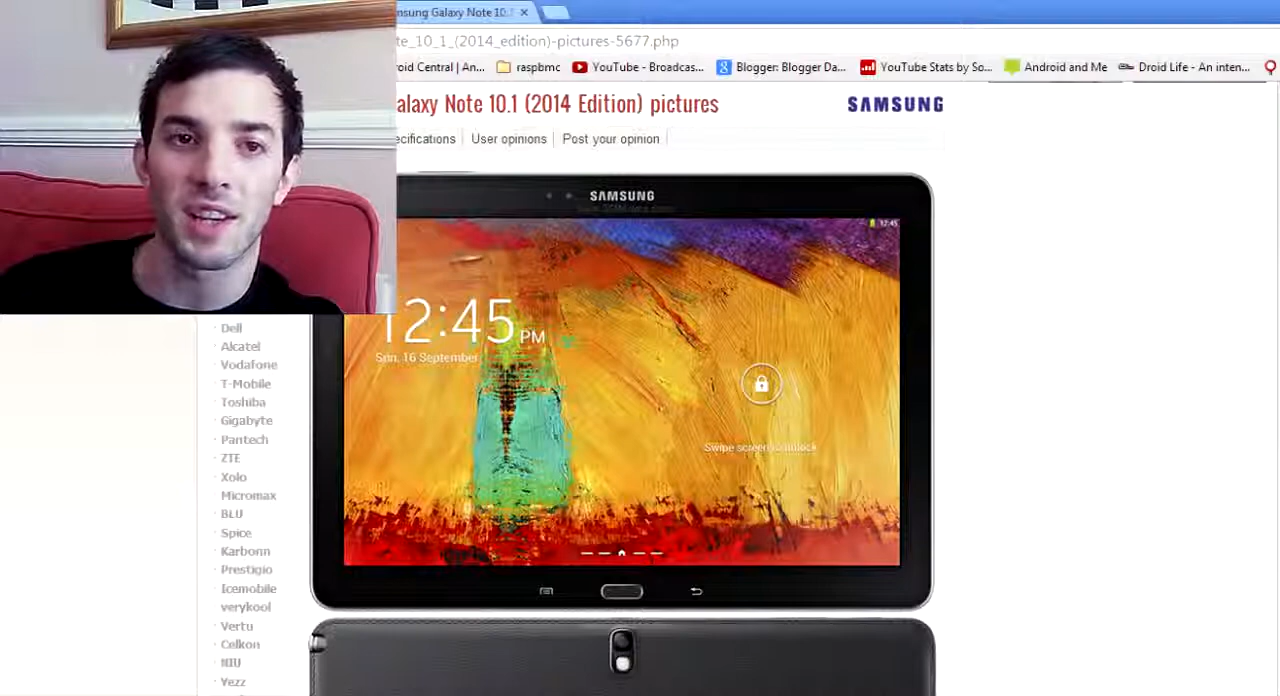 nsung Galaxy Note 10.1 ×
te_10_1_(2014_edition)-pictures-5677.php
roid Central | An...
raspbmc
YouTube - Broadcas...
Blogger: Blogger Da...
YouTube Stats by So...
Android and Me
Droid Life - An inten...
alaxy Note 10.1 (2014 Edition) pictures
SAMSUNG
ecifications
User opinions
Post your opinion
SAMSUNG
12:45
12:45 PM
Sun, 16 September
Swipe screen to unlock
Dell
Alcatel
Vodafone
T-Mobile
Toshiba
Gigabyte
Pantech
ZTE
Xolo
Micromax
BLU
Spice
Karbonn
Prestigio
Icemobile
verykool
Vertu
Celkon
NIU
Yezz